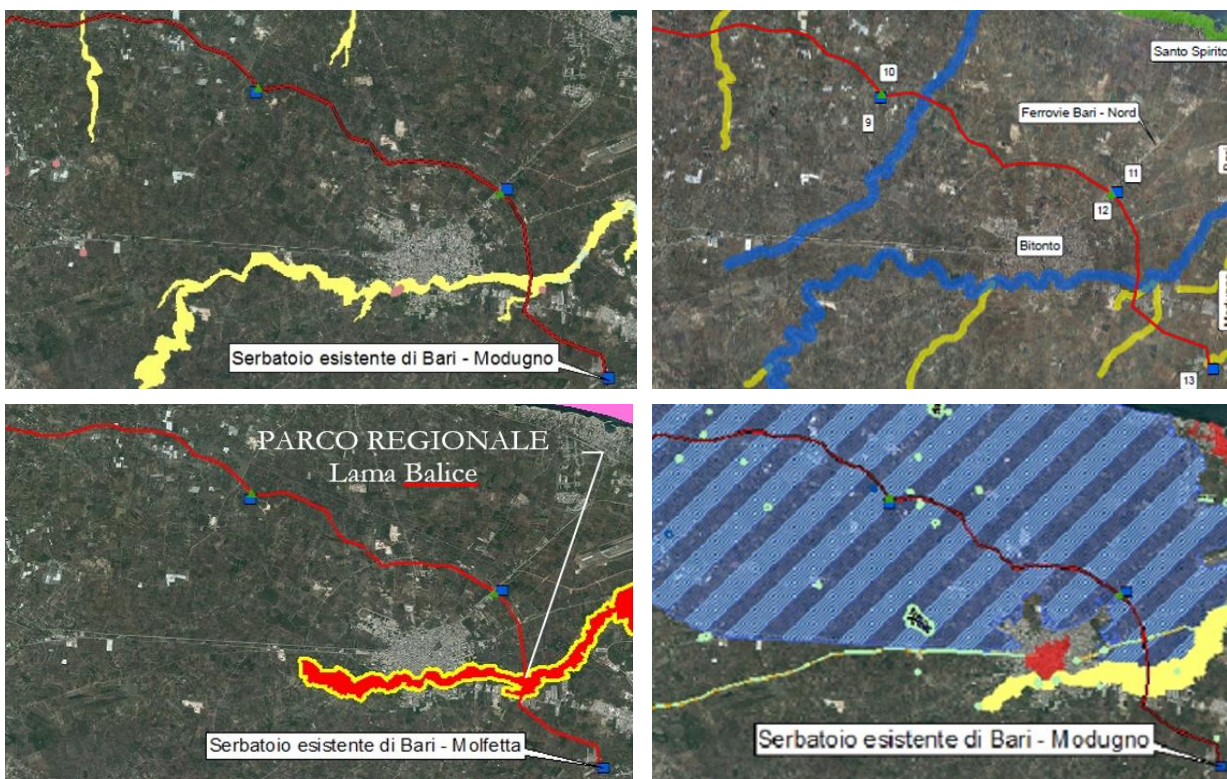 Serbatoio esistente di Bari - Modugno
Santo Spirito
10
9
Ferrovie Bari - Nord
11
12
Bitonto
13
PARCO REGIONALE
Lama Balice
Serbatoio esistente di Bari - Molfetta
Serbatoio esistente di Bari - Modugno